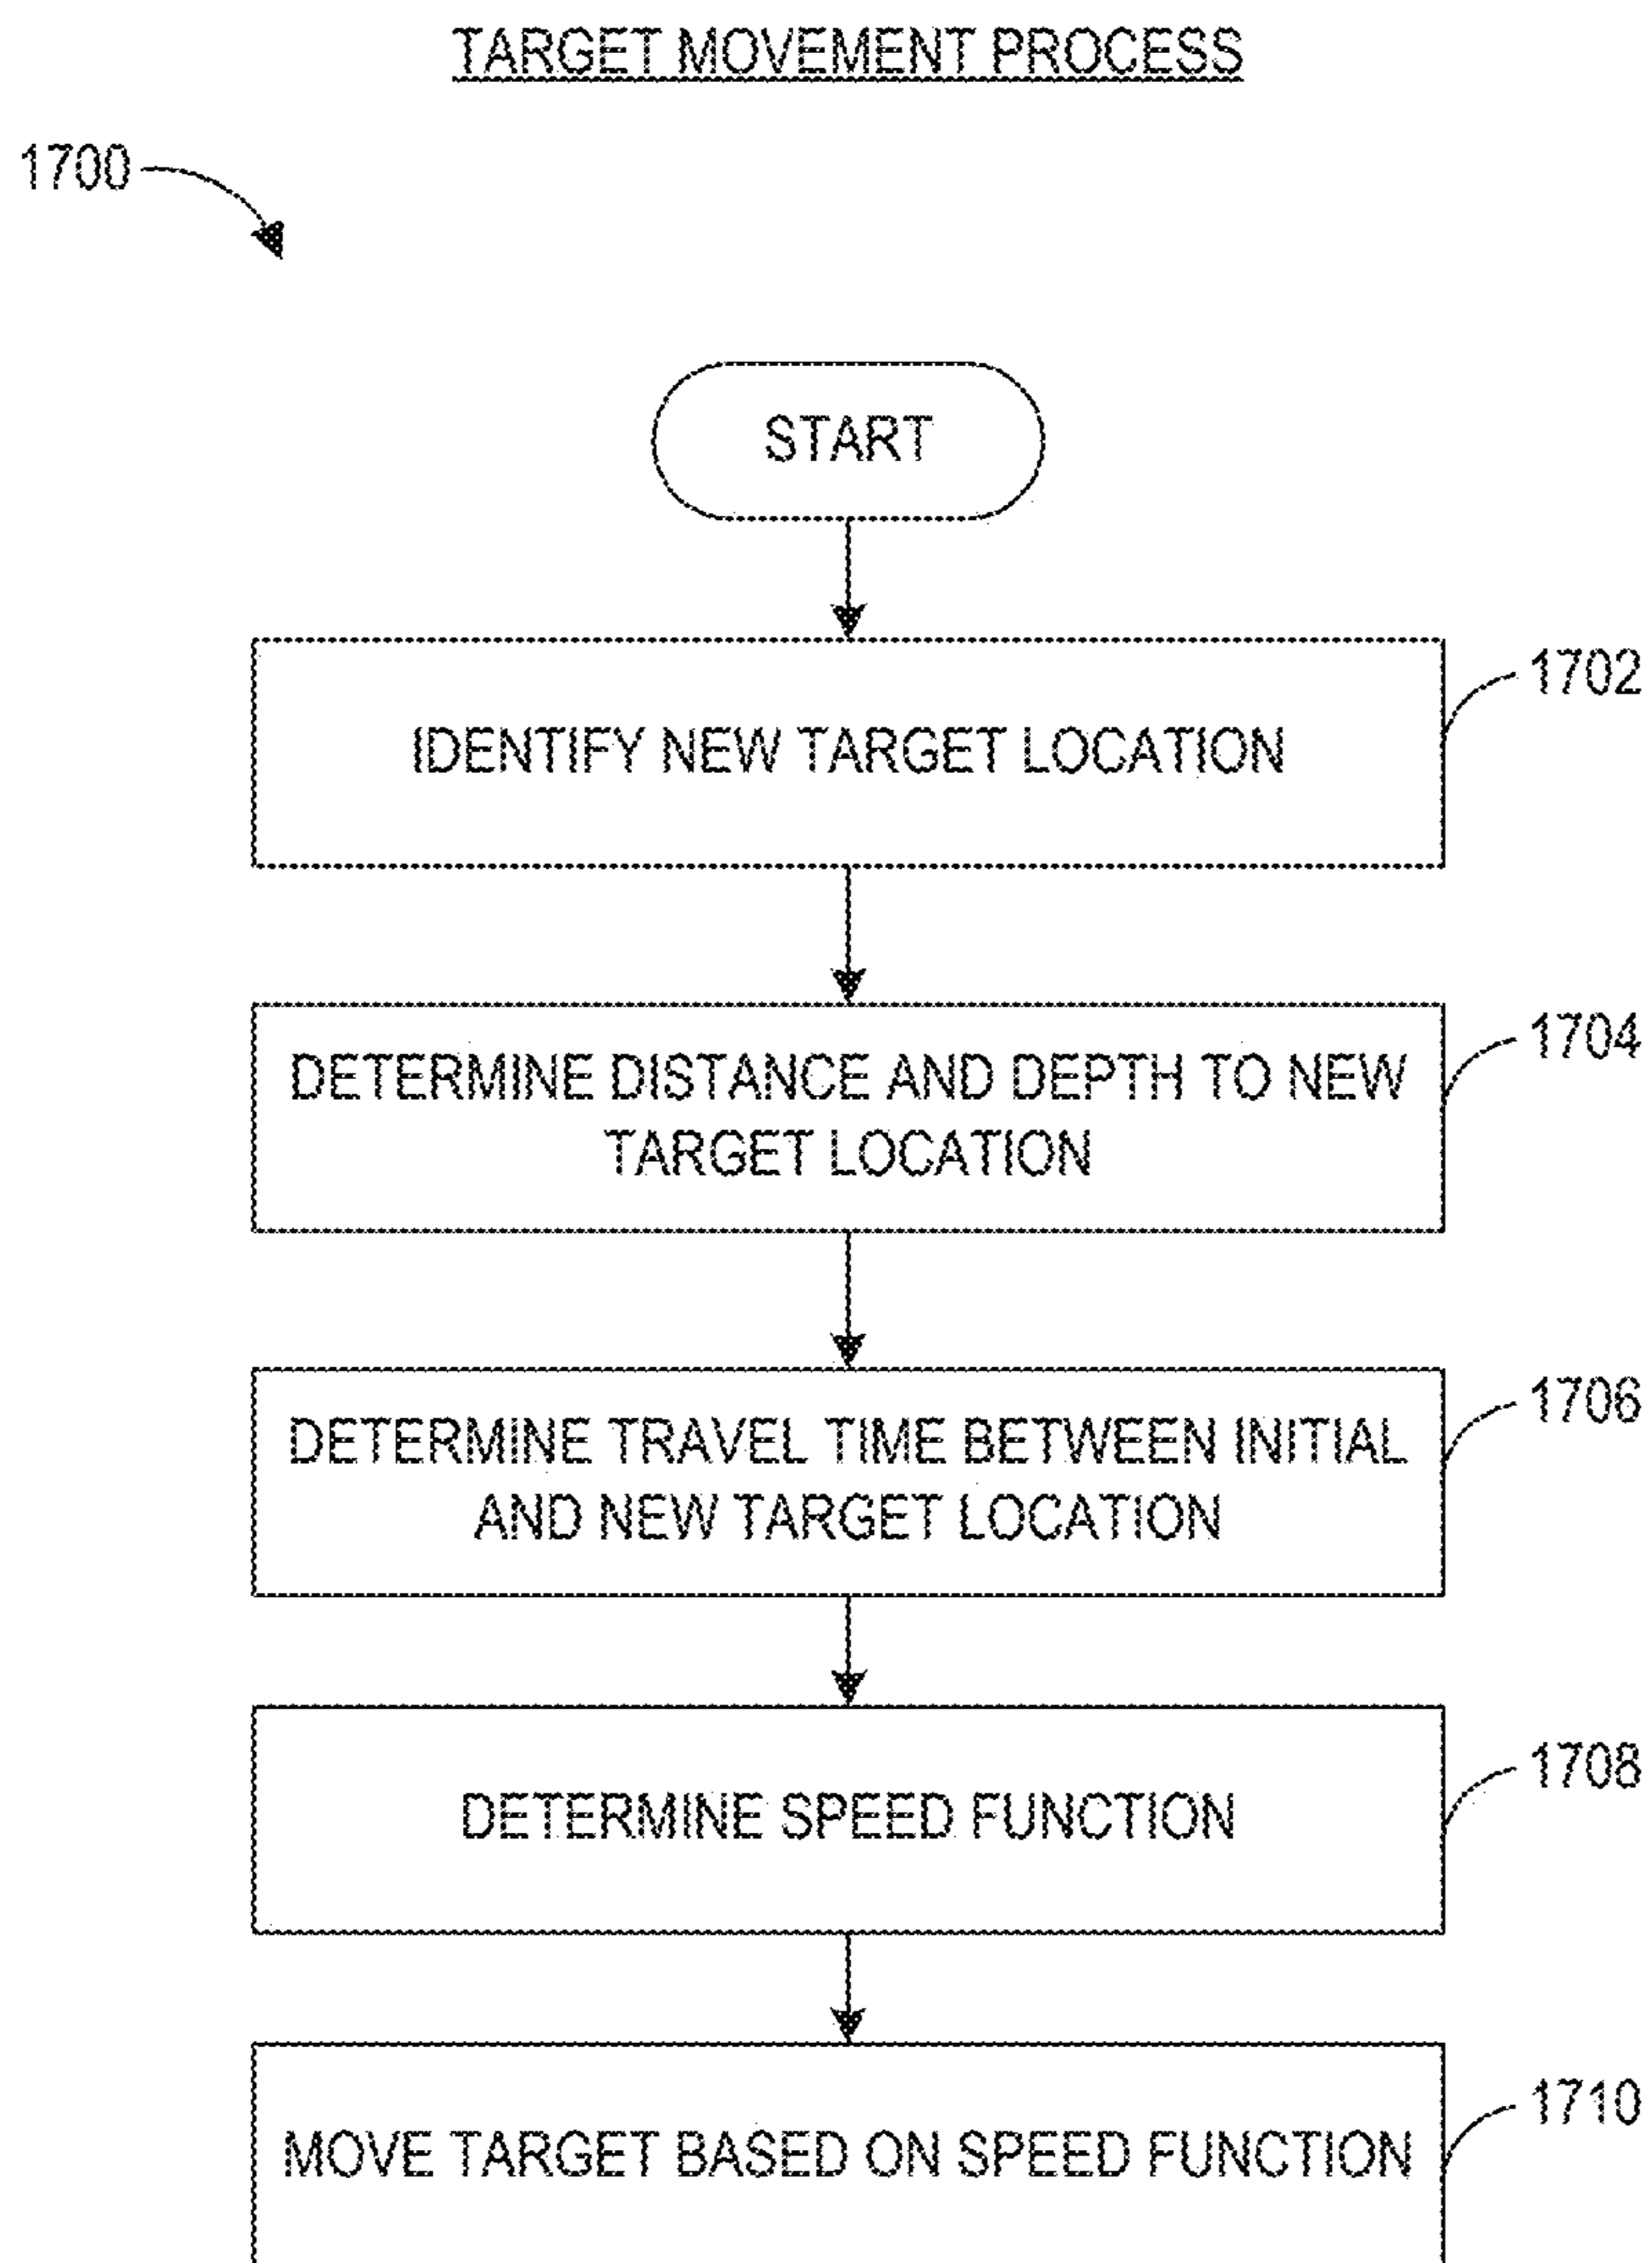 TARGET MOVEMENT PROCESS
1700
START
IDENTIFY NEW TARGET LOCATION
1702
DETERMINE DISTANCE AND DEPTH TO NEW
TARGET LOCATION
1704
DETERMINE TRAVEL TIME BETWEEN INITIAL
AND NEW TARGET LOCATION
1706
DETERMINE SPEED FUNCTION
1708
MOVE TARGET BASED ON SPEED FUNCTION
1710